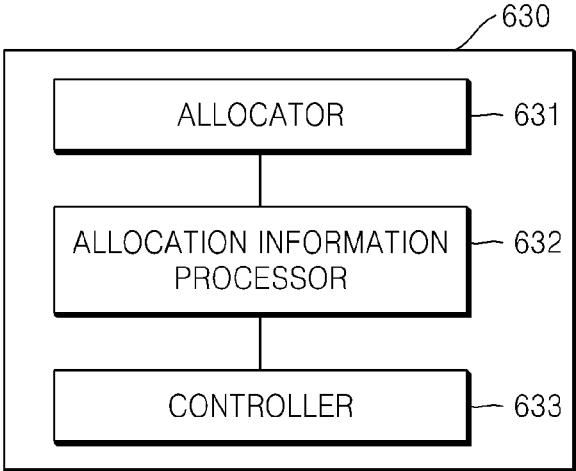 630
ALLOCATOR
631
ALLOCATION INFORMATION
PROCESSOR
632
CONTROLLER
633